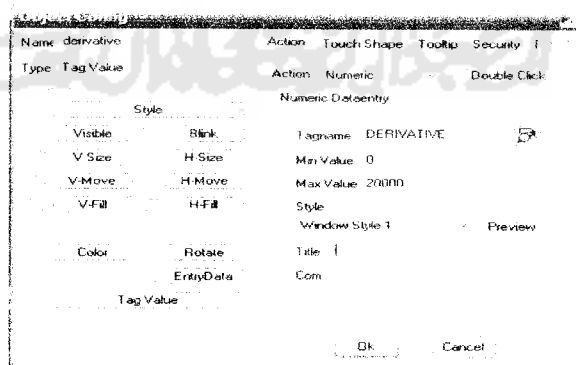 Name derivative
Type Tag Value
Style
Visible Blink
V-Size H-Size
V-Move H-Move
V-Fill H-Fill
Color Rotate
EntryData
Tag Value
Action Touch Shape Tooltip Security
Action Numeric Double Click
Numeric Dataentry
Tagname DERIVATIVE
Min Value 0
Max Value 20000
Style
Window Style 1 Preview
Title
Com
Ok Cancel